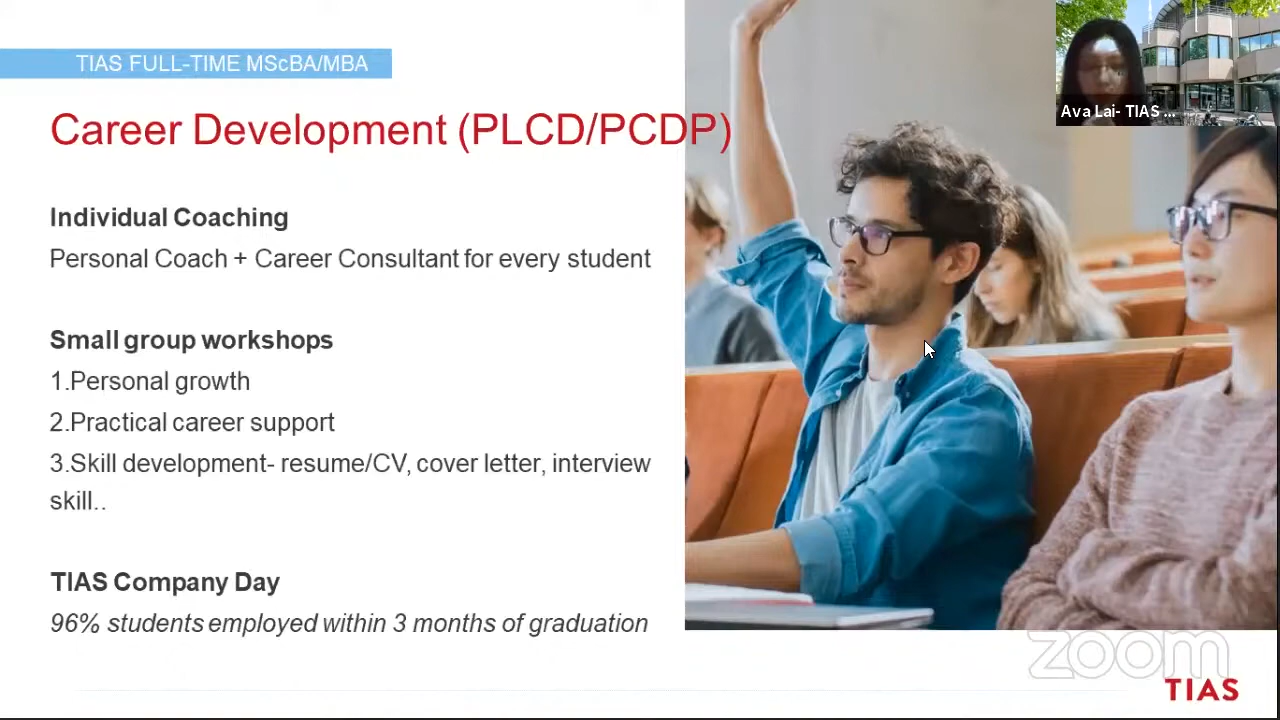 TIAS FULL-TIME MScBA/MBA
Career Development (PLCD/PCDP)
Individual Coaching
Personal Coach + Career Consultant for every student
Small group workshops
1.Personal growth
2.Practical career support
3.Skill development- resume/CV, cover letter, interview
skill..
TIAS Company Day
96% students employed within 3 months of graduation
Ava Lai- TIAS ...
zoom
TIAS